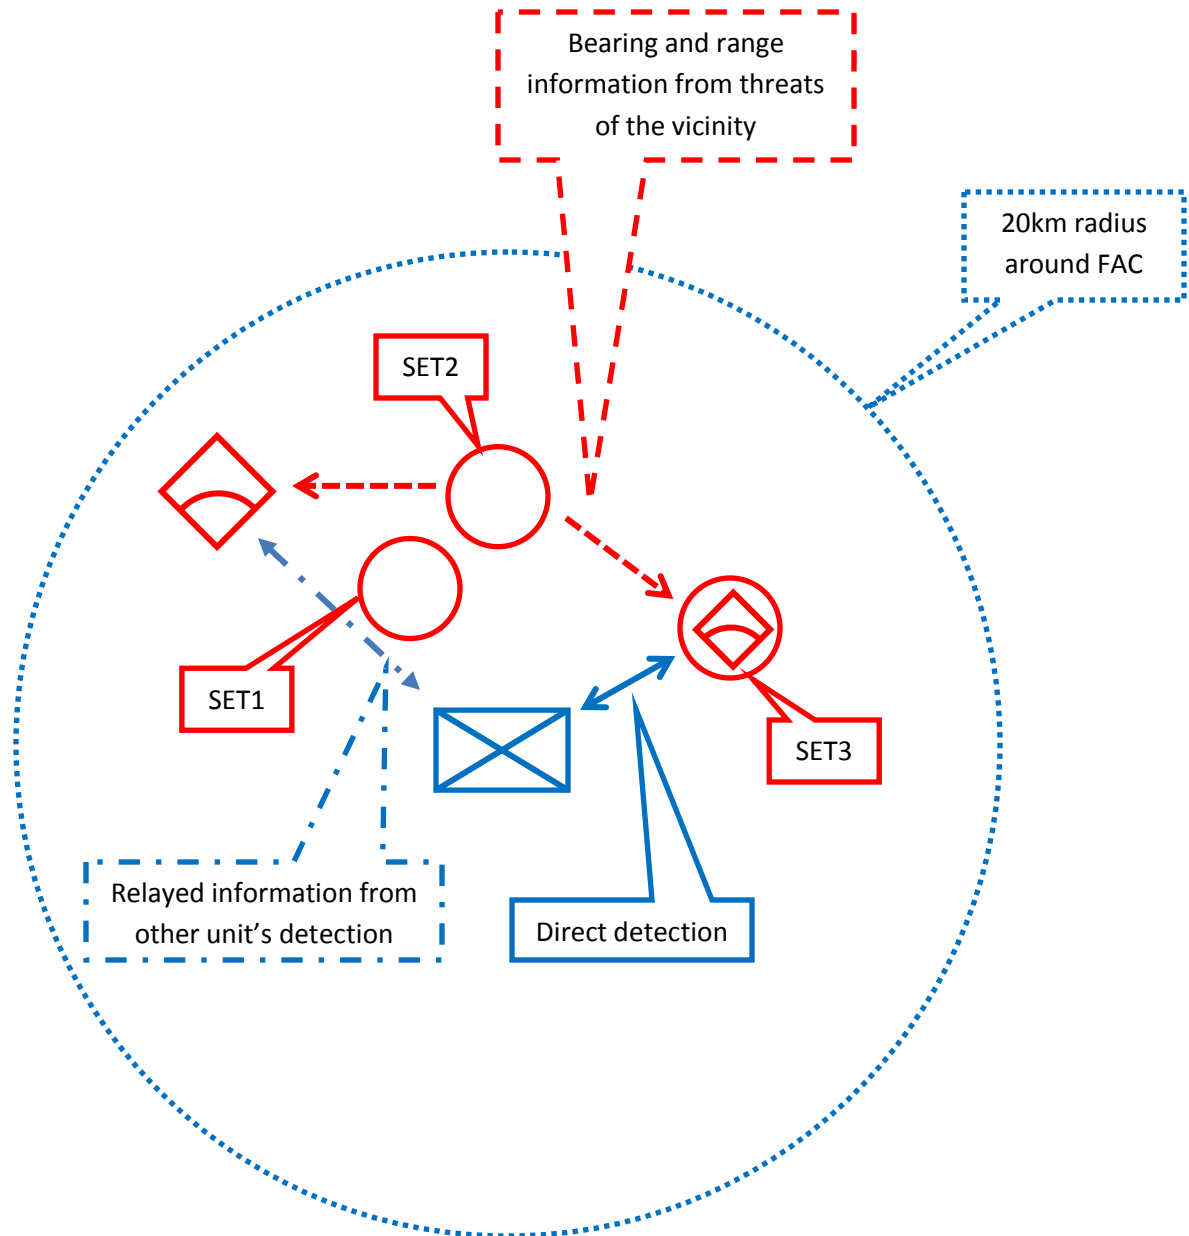 Bearing and range
information from threats
of the vicinity
20km radius
around FAC
SET2
SET1
SET3
Relayed information from
other unit's detection
Direct detection